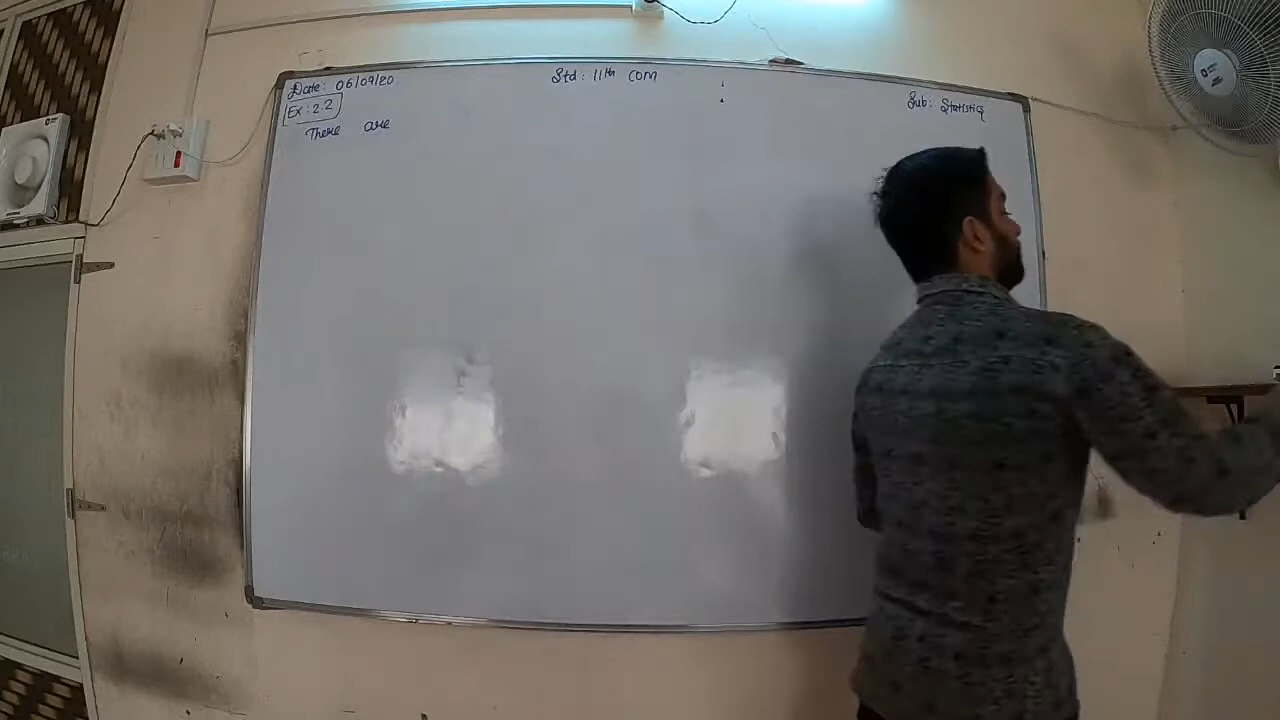 Date: 06/09/20
Std: 11th com
Sub: Statistics
Ex: 2.2
There are